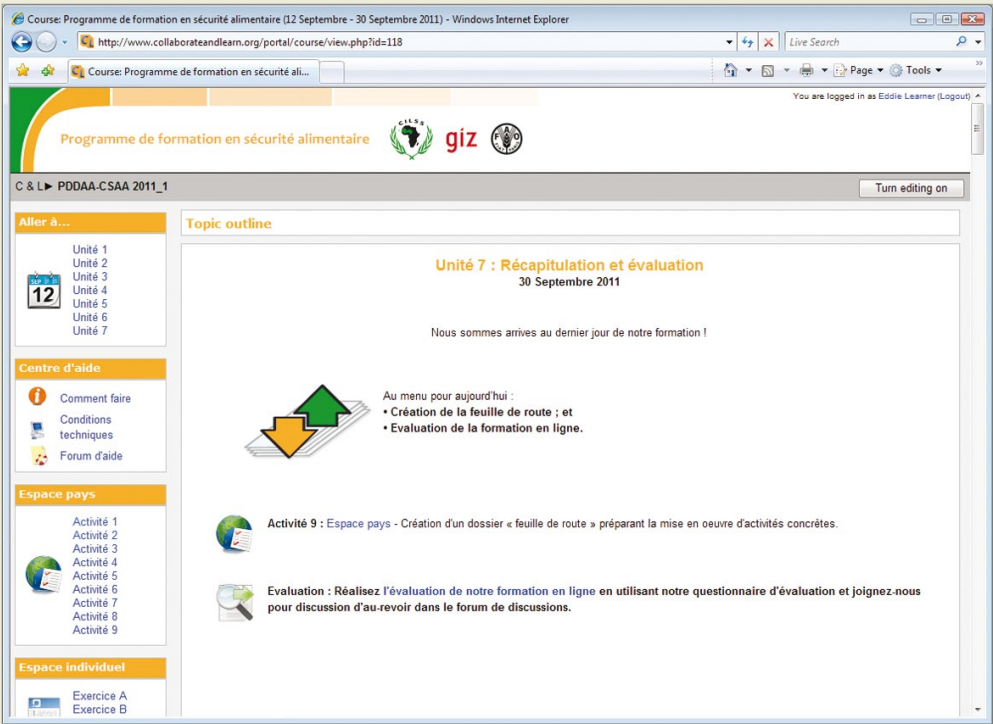 Course: Programme de formation en sécurité alimentaire (12 Septembre - 30 Septembre 2011) - Windows Internet Explorer
http://www.collaborateandlearn.org/portal/course/view.php?id=118
Live Search
Course: Programme de formation en sécurité ali...
Page
Tools
You are logged in as Eddie Learner (Logout)
Programme de formation en sécurité alimentaire
CILSS
giz
FAO
C & L► PDDAA-CSAA 2011_1
Turn editing on
Aller à...
SEP
12
Unité 1
Unité 2
Unité 3
Unité 4
Unité 5
Unité 6
Unité 7
Centre d'aide
Comment faire
Conditions
techniques
Forum d'aide
Espace pays
Activité 1
Activité 2
Activité 3
Activité 4
Activité 5
Activité 6
Activité 7
Activité 8
Activité 9
Espace individuel
Exercice A
Exercice B
Topic outline
Unité 7 : Récapitulation et évaluation
30 Septembre 2011
Nous sommes arrives au dernier jour de notre formation !
Au menu pour aujourd'hui :
• Création de la feuille de route ; et
• Evaluation de la formation en ligne.
Activité 9 : Espace pays - Création d'un dossier « feuille de route » préparant la mise en oeuvre d'activités concrètes.
Evaluation : Réalisez l'évaluation de notre formation en ligne en utilisant notre questionnaire d'évaluation et joignez-nous
pour discussion d'au-revoir dans le forum de discussions.